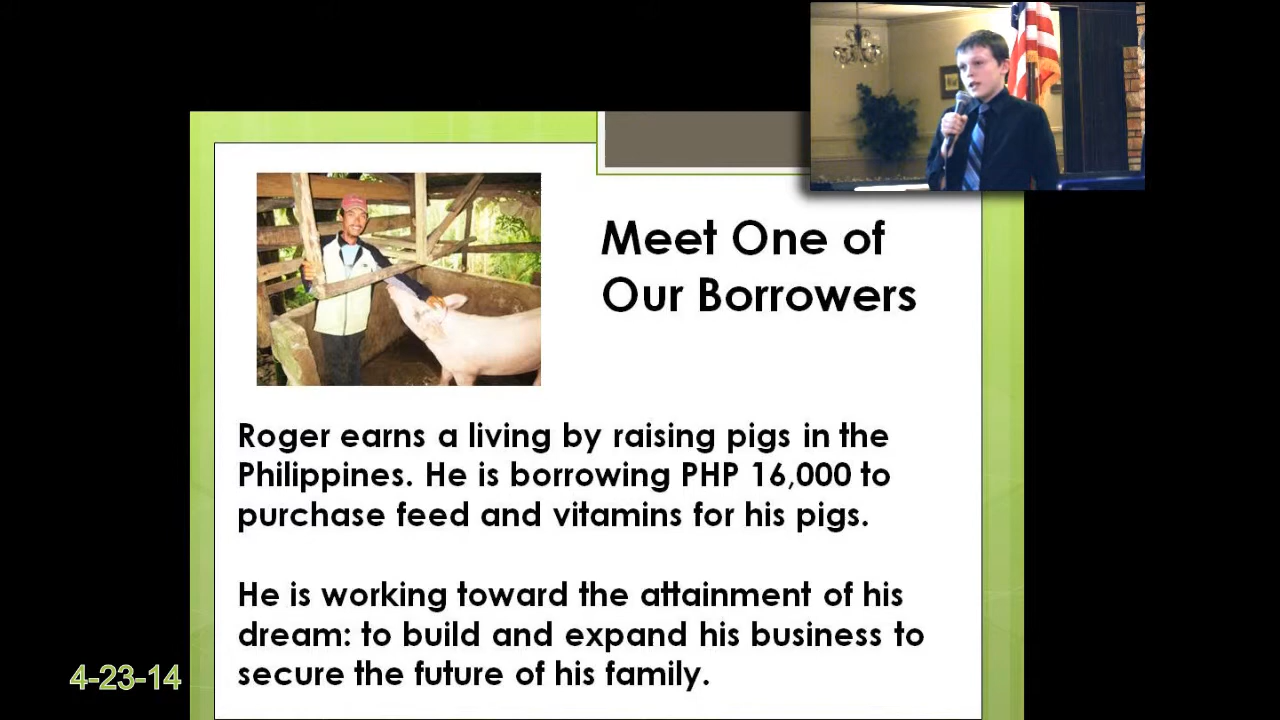 Meet One of
Our Borrowers
Roger earns a living by raising pigs in the
Philippines. He is borrowing PHP 16,000 to
purchase feed and vitamins for his pigs.
He is working toward the attainment of his
dream: to build and expand his business to
secure the future of his family.
4-23-14